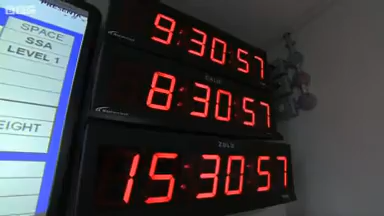 BBC
SPACE
SSA
LEVEL 1
EIGHT
9:30:57
8:30:57
ZULU
15:30:57